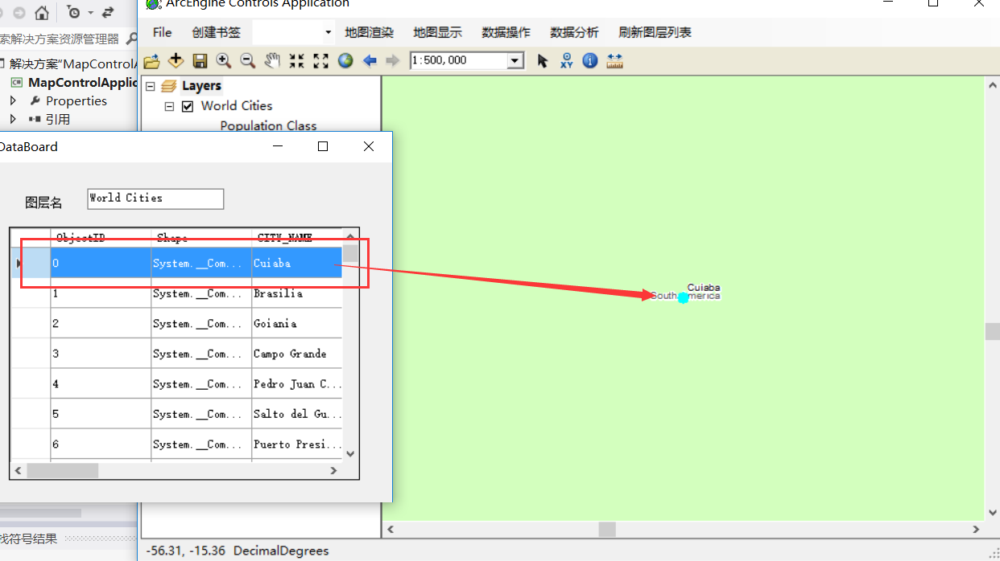 ArcEngine Controls Application
File 创建书签 地图渲染 地图显示 数据操作 数据分析 刷新图层列表
索解决方案资源管理器
解决方案"MapControlA
MapControlApplic
Properties
引用
1:500,000
XY
Layers
World Cities
Population Class
DataBoard
图层名 World Cities
ObjectID Shape CITY_NAME
0 System.__Com... Cuiaba
1 System.__Com... Brasilia
2 System.__Com... Goiania
3 System.__Com... Campo Grande
4 System.__Com... Pedro Juan C...
5 System.__Com... Salto del Gu...
6 System.__Com... Puerto Presi...
Cuiaba
South America
找符号结果
-56.31, -15.36 DecimalDegrees